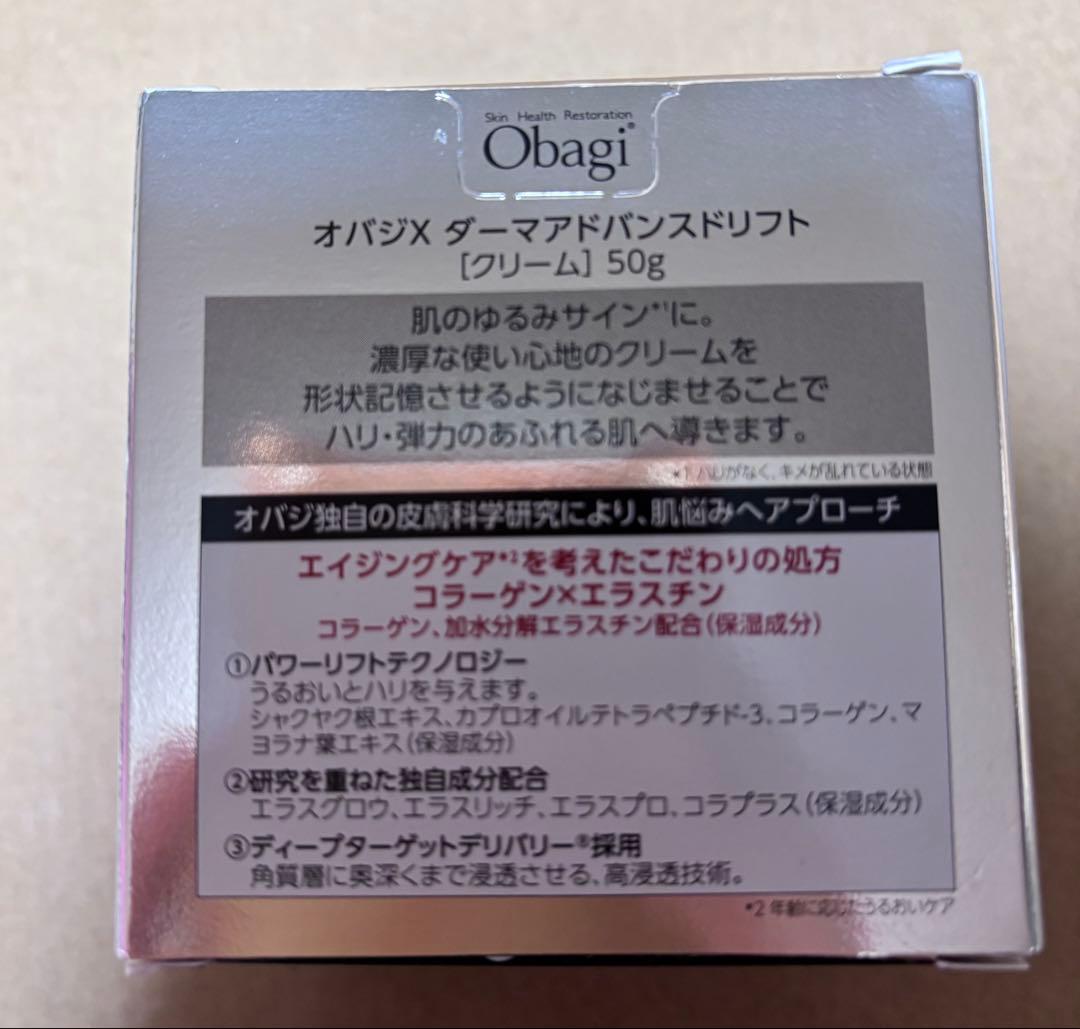 Skin Health Restoration
Obagi®
オバジX ダーマアドバンスドリフト
[クリーム] 50g
肌のゆるみサイン*¹に。
濃厚な使い心地のクリームを
形状記憶させるようになじませることで
ハリ・弾力のあふれる肌へ導きます。
*1 ハリがなく、キメが乱れている状態
オバジ独自の皮膚科学研究により、肌悩みへアプローチ
エイジングケア*²を考えたこだわりの処方
コラーゲン×エラスチン
コラーゲン、加水分解エラスチン配合(保湿成分)
①パワーリフトテクノロジー
うるおいとハリを与えます。
シャクヤク根エキス、カプロオイルテトラペプチド-3、コラーゲン、マ
ヨラナ葉エキス(保湿成分)
②研究を重ねた独自成分配合
エラスグロウ、エラスリッチ、エラスプロ、コラプラス(保湿成分)
③ディープターゲットデリバリー®採用
角質層に奥深くまで浸透させる、高浸透技術。
*2 年齢に応じたうるおいケア